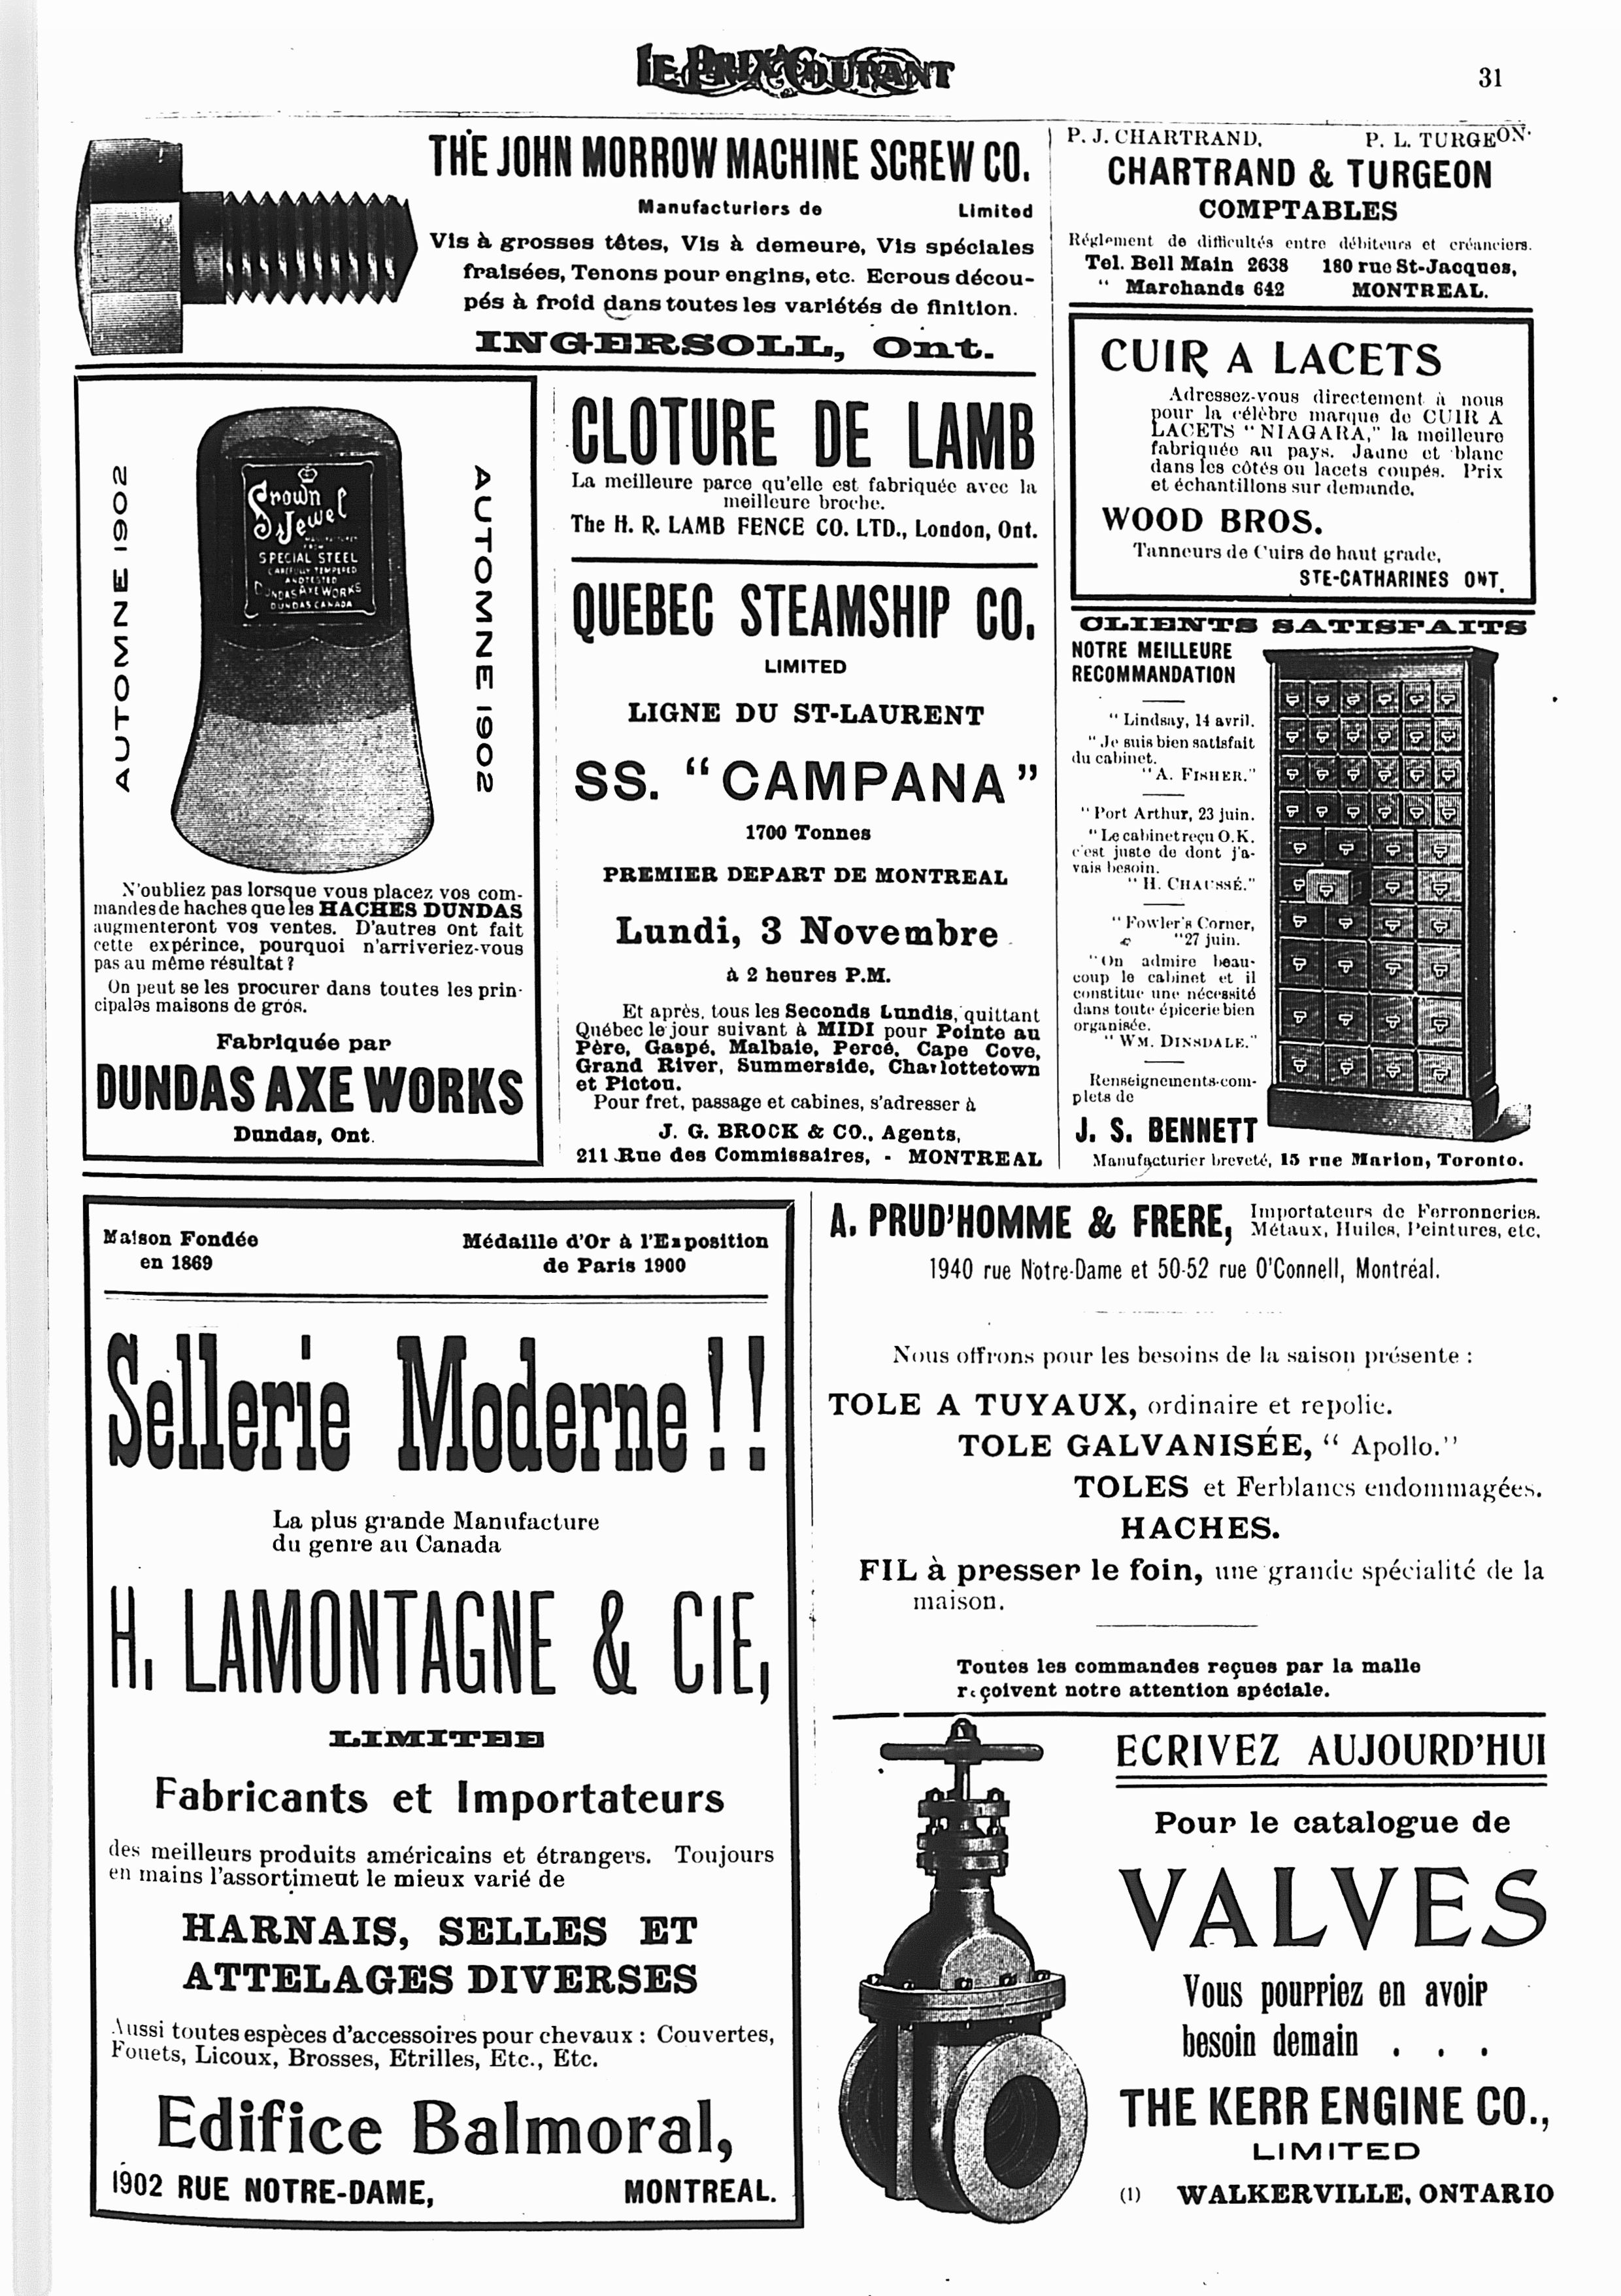 LE PRIX COURANT
31
THE JOHN MORROW MACHINE SCREW CO.
Manufacturiers de Limited
Vis à grosses têtes, Vis à demeure, Vis spéciales
fraisées, Tenons pour engins, etc. Ecrous décou-
pés à froid dans toutes les variétés de finition.
INGERSOLL, Ont.
P. J. CHARTRAND, P. L. TURGEON.
CHARTRAND & TURGEON
COMPTABLES
Réglement de difficultés entre débiteurs et créanciers.
Tel. Bell Main 2638 180 rue St-Jacques,
" Marchands 642 MONTREAL.
AUTOMNE 1902
Crown
Jewel
MANUFACTURED
FROM
SPECIAL STEEL
CAREFULLY TEMPERED
AND TESTED
DUNDAS AXE WORKS
DUNDAS CANADA
AUTOMNE 1902
N'oubliez pas lorsque vous placez vos com-
mandes de haches que les HACHES DUNDAS
augmenteront vos ventes. D'autres ont fait
cette expérince, pourquoi n'arriveriez-vous
pas au même résultat?
On peut se les procurer dans toutes les prin-
cipales maisons de gros.
Fabriquée par
DUNDAS AXE WORKS
Dundas, Ont.
CLOTURE DE LAMB
La meilleure parce qu'elle est fabriquée avec la
meilleure broche.
The H. R. LAMB FENCE CO. LTD., London, Ont.
QUEBEC STEAMSHIP CO.
LIMITED
LIGNE DU ST-LAURENT
SS. "CAMPANA"
1700 Tonnes
PREMIER DEPART DE MONTREAL
Lundi, 3 Novembre
à 2 heures P.M.
Et après, tous les Seconds Lundis, quittant
Québec le jour suivant à MIDI pour Pointe au
Père, Gaspé, Malbaie, Percé, Cape Cove,
Grand River, Summerside, Charlottetown
et Pictou.
Pour fret, passage et cabines, s'adresser à
J. G. BROCK & CO., Agents,
211 Rue des Commissaires, - MONTREAL
CUIR A LACETS
Adressez-vous directement à nous
pour la célèbre marque de CUIR A
LACETS "NIAGARA," la meilleure
fabriquée au pays. Jaune et blanc
dans les côtés ou lacets coupés. Prix
et échantillons sur demande.
WOOD BROS.
Tanneurs de Cuirs de haut grade,
STE-CATHARINES ONT.
CLIENTS SATISFAITS
NOTRE MEILLEURE
RECOMMANDATION
"Lindsay, 14 avril.
"Je suis bien satisfait
du cabinet.
"A. FISHER."
"Port Arthur, 23 juin.
"Le cabinet reçu O.K.
c'est juste de dont j'a-
vais besoin.
"H. CHAUSSÉ."
"Fowler's Corner,
"27 juin.
"On admire beau-
coup le cabinet et il
constitue une nécessité
dans toute épicerie bien
organisée.
"WM. DINSDALE."
Renseignements com-
plets de
J. S. BENNETT
Manufacturier breveté, 15 rue Marion, Toronto.
Maison Fondée
en 1869
Médaille d'Or à l'Exposition
de Paris 1900
Sellerie Moderne!!
La plus grande Manufacture
du genre au Canada
H. LAMONTAGNE & CIE,
LIMITEE
Fabricants et Importateurs
des meilleurs produits américains et étrangers. Toujours
en mains l'assortiment le mieux varié de
HARNAIS, SELLES ET
ATTELAGES DIVERSES
Aussi toutes espèces d'accessoires pour chevaux : Couvertes,
Fouets, Licoux, Brosses, Etrilles, Etc., Etc.
Edifice Balmoral,
1902 RUE NOTRE-DAME, MONTREAL.
A. PRUD'HOMME & FRERE, Importateurs de Ferronneries.
Métaux, Huiles, Peintures, etc.
1940 rue Notre-Dame et 50-52 rue O'Connell, Montréal.
Nous offrons pour les besoins de la saison présente :
TOLE A TUYAUX, ordinaire et repolie.
TOLE GALVANISÉE, "Apollo."
TOLES et Ferblancs endommagées.
HACHES.
FIL à presser le foin, une grande spécialité de la
maison.
Toutes les commandes reçues par la malle
reçoivent notre attention spéciale.
ECRIVEZ AUJOURD'HUI
Pour le catalogue de
VALVES
Vous pourriez en avoir
besoin demain . . .
THE KERR ENGINE CO.,
LIMITED
(1) WALKERVILLE, ONTARIO